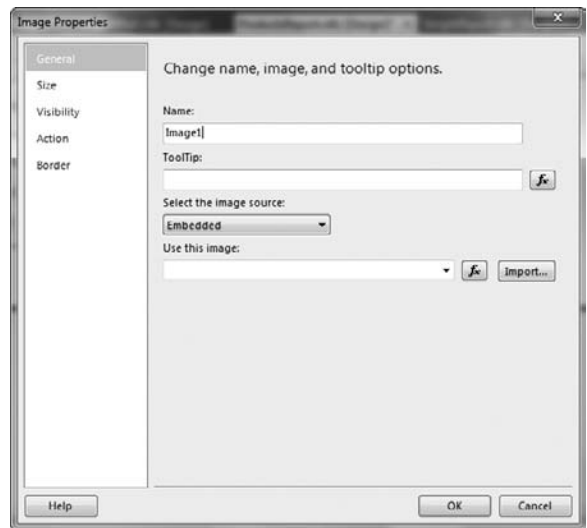 Image Properties
General
Size
Visibility
Action
Border
Change name, image, and tooltip options.
Name:
Image1
ToolTip:
fx
Select the image source:
Embedded
Use this image:
fx
Import...
Help
OK
Cancel